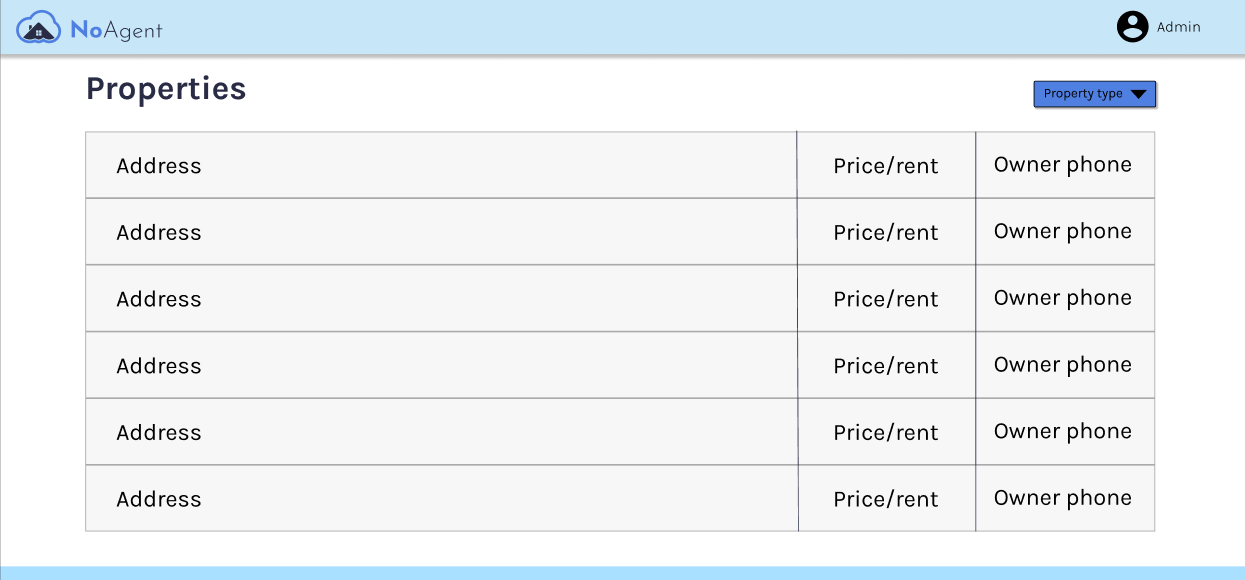 NoAgent
Admin
Properties
Property type
Address Price/rent Owner phone
Address Price/rent Owner phone
Address Price/rent Owner phone
Address Price/rent Owner phone
Address Price/rent Owner phone
Address Price/rent Owner phone